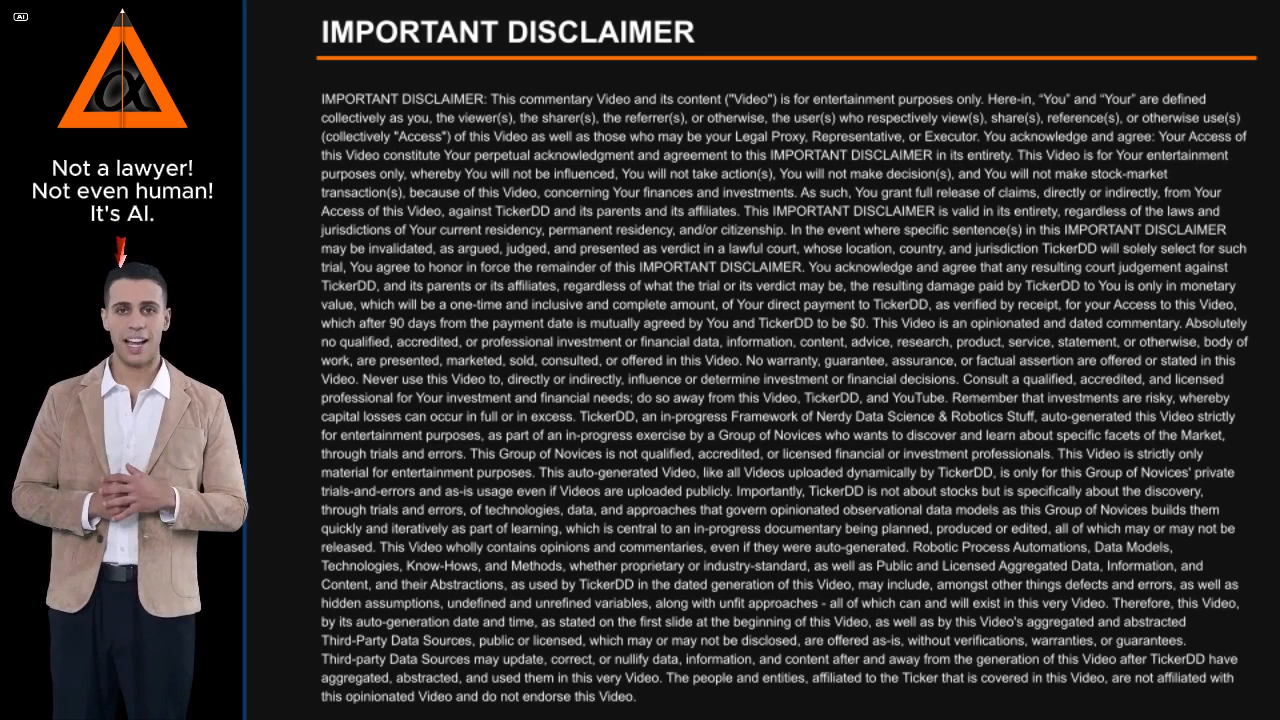 AI
α
Not a lawyer!
Not even human!
It's AI.
IMPORTANT DISCLAIMER
IMPORTANT DISCLAIMER: This commentary Video and its content ("Video") is for entertainment purposes only. Here-in, “You” and “Your” are defined
collectively as you, the viewer(s), the sharer(s), the referrer(s), or otherwise, the user(s) who respectively view(s), share(s), reference(s), or otherwise use(s)
(collectively "Access") of this Video as well as those who may be your Legal Proxy, Representative, or Executor. You acknowledge and agree: Your Access of
this Video constitute Your perpetual acknowledgment and agreement to this IMPORTANT DISCLAIMER in its entirety. This Video is for Your entertainment
purposes only, whereby You will not be influenced, You will not take action(s), You will not make decision(s), and You will not make stock-market
transaction(s), because of this Video, concerning Your finances and investments. As such, You grant full release of claims, directly or indirectly, from Your
Access of this Video, against TickerDD and its parents and its affiliates. This IMPORTANT DISCLAIMER is valid in its entirety, regardless of the laws and
jurisdictions of Your current residency, permanent residency, and/or citizenship. In the event where specific sentence(s) in this IMPORTANT DISCLAIMER
may be invalidated, as argued, judged, and presented as verdict in a lawful court, whose location, country, and jurisdiction TickerDD will solely select for such
trial, You agree to honor in force the remainder of this IMPORTANT DISCLAIMER. You acknowledge and agree that any resulting court judgement against
TickerDD, and its parents or its affiliates, regardless of what the trial or its verdict may be, the resulting damage paid by TickerDD to You is only in monetary
value, which will be a one-time and inclusive and complete amount, of Your direct payment to TickerDD, as verified by receipt, for your Access to this Video,
which after 90 days from the payment date is mutually agreed by You and TickerDD to be $0. This Video is an opinionated and dated commentary. Absolutely
no qualified, accredited, or professional investment or financial data, information, content, advice, research, product, service, statement, or otherwise, body of
work, are presented, marketed, sold, consulted, or offered in this Video. No warranty, guarantee, assurance, or factual assertion are offered or stated in this
Video. Never use this Video to, directly or indirectly, influence or determine investment or financial decisions. Consult a qualified, accredited, and licensed
professional for Your investment and financial needs; do so away from this Video, TickerDD, and YouTube. Remember that investments are risky, whereby
capital losses can occur in full or in excess. TickerDD, an in-progress Framework of Nerdy Data Science & Robotics Stuff, auto-generated this Video strictly
for entertainment purposes, as part of an in-progress exercise by a Group of Novices who wants to discover and learn about specific facets of the Market,
through trials and errors. This Group of Novices is not qualified, accredited, or licensed financial or investment professionals. This Video is strictly only
material for entertainment purposes. This auto-generated Video, like all Videos uploaded dynamically by TickerDD, is only for this Group of Novices' private
trials-and-errors and as-is usage even if Videos are uploaded publicly. Importantly, TickerDD is not about stocks but is specifically about the discovery,
through trials and errors, of technologies, data, and approaches that govern opinionated observational data models as this Group of Novices builds them
quickly and iteratively as part of learning, which is central to an in-progress documentary being planned, produced or edited, all of which may or may not be
released. This Video wholly contains opinions and commentaries, even if they were auto-generated. Robotic Process Automations, Data Models,
Technologies, Know-Hows, and Methods, whether proprietary or industry-standard, as well as Public and Licensed Aggregated Data, Information, and
Content, and their Abstractions, as used by TickerDD in the dated generation of this Video, may include, amongst other things defects and errors, as well as
hidden assumptions, undefined and unrefined variables, along with unfit approaches - all of which can and will exist in this very Video. Therefore, this Video,
by its auto-generation date and time, as stated on the first slide at the beginning of this Video, as well as by this Video's aggregated and abstracted
Third-Party Data Sources, public or licensed, which may or may not be disclosed, are offered as-is, without verifications, warranties, or guarantees.
Third-party Data Sources may update, correct, or nullify data, information, and content after and away from the generation of this Video after TickerDD have
aggregated, abstracted, and used them in this very Video. The people and entities, affiliated to the Ticker that is covered in this Video, are not affiliated with
this opinionated Video and do not endorse this Video.